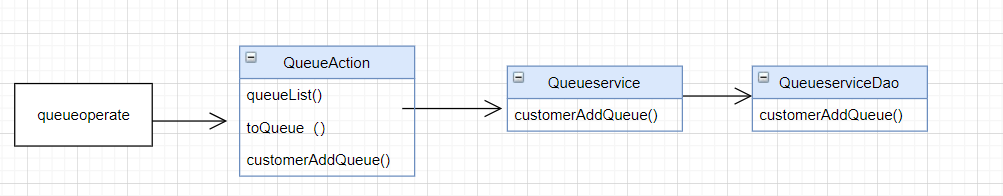 queueoperate
QueueAction
queueList()
toQueue ()
customerAddQueue()
Queueservice
customerAddQueue()
QueueserviceDao
customerAddQueue()